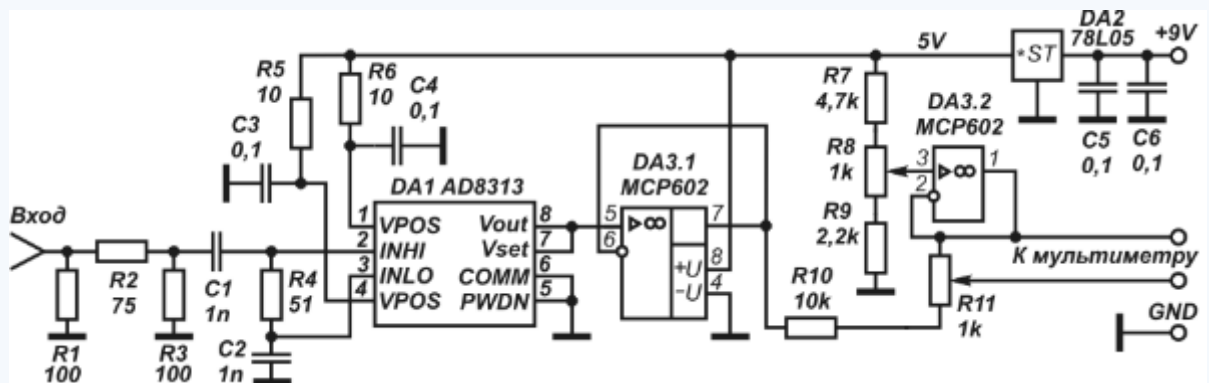 DA2
78L05
+9V
5V
*ST
R5
10
R6
10
C4
0,1
C3
0,1
R7
4,7k
DA3.2
MCP602
R8
1k
3
2
▷∞
1
C5
0,1
C6
0,1
DA3.1
MCP602
DA1 AD8313
Вход
1
VPOS
Vout
8
2
INHI
Vset
7
3
INLO
COMM
6
4
VPOS
PWDN
5
5
6
▷∞
7
+U
8
-U
4
R9
2,2k
К мультиметру
R2
75
C1
1n
R4
51
R10
10k
R11
1k
GND
R1
100
R3
100
C2
1n